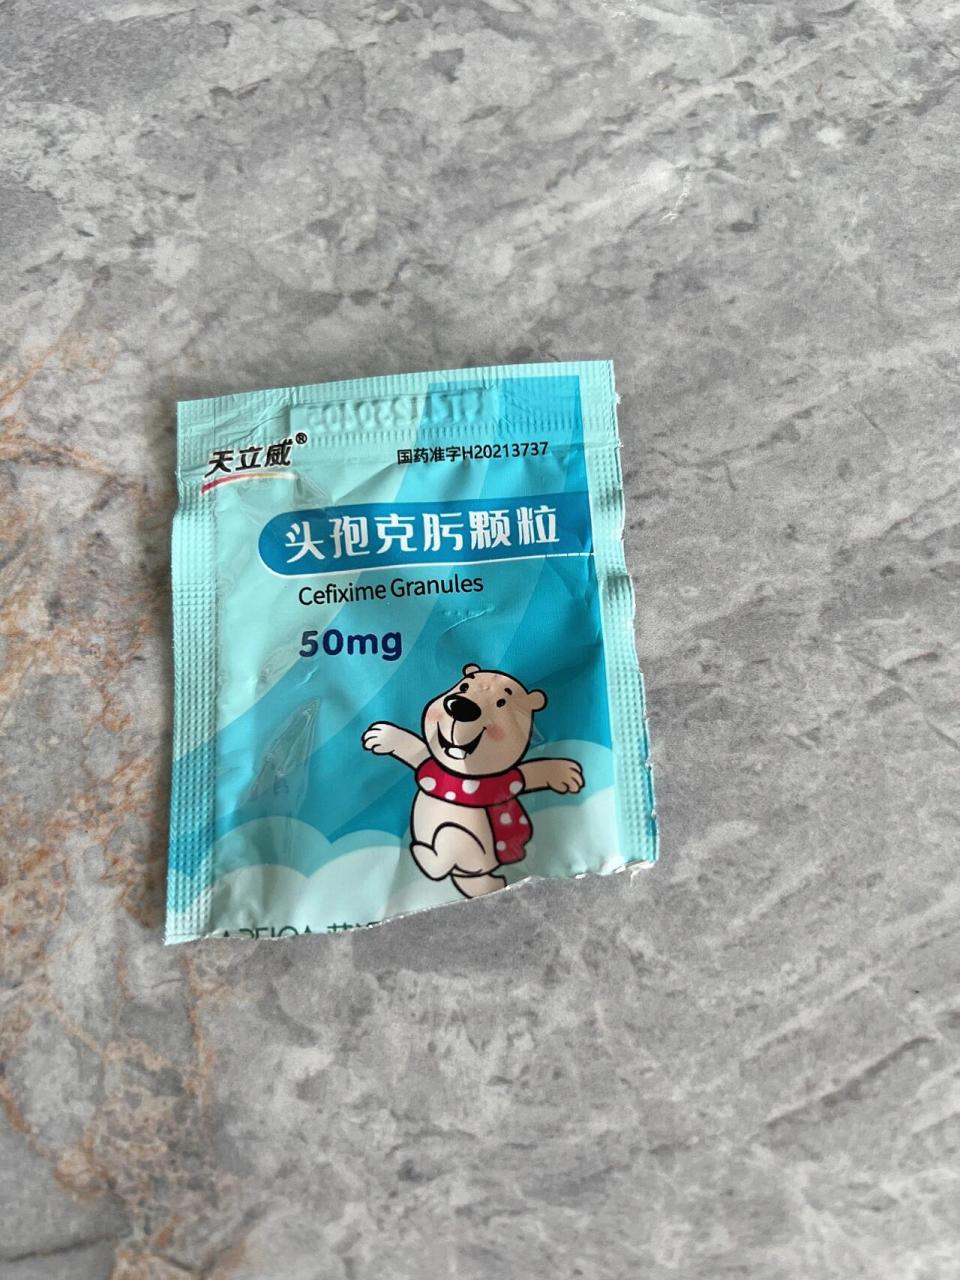 天立威®
国药准字H20213737
头孢克肟颗粒
Cefixime Granules
50mg